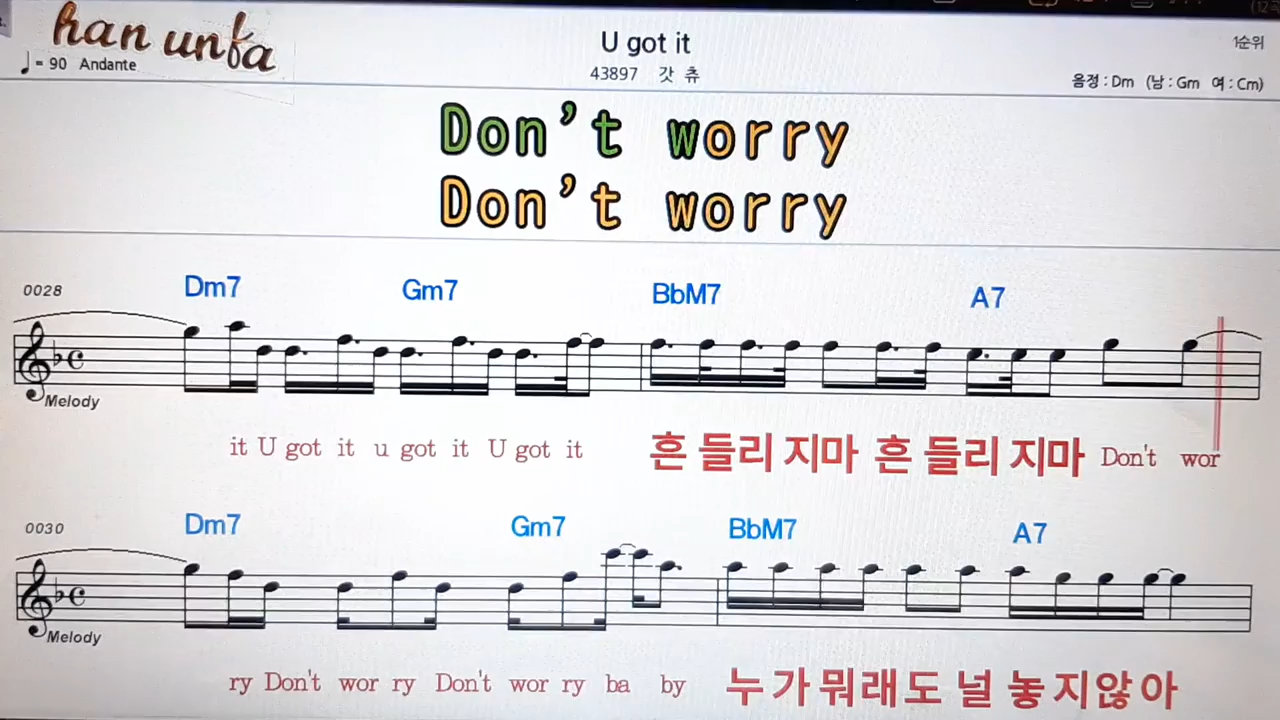 han unfa
♩= 90 Andante
U got it
43897 갓 츄
1순위
음정 : Dm (남 : Gm 여 : Cm)
Don't worry
Don't worry
0028 Dm7 Gm7 BbM7 A7
Melody
it U got it u got it U got it 흔 들리 지마 흔 들리 지마 Don't wor
0030 Dm7 Gm7 BbM7 A7
Melody
ry Don't wor ry Don't wor ry ba by 누 가 뭐 래 도 널 놓 지 않 아